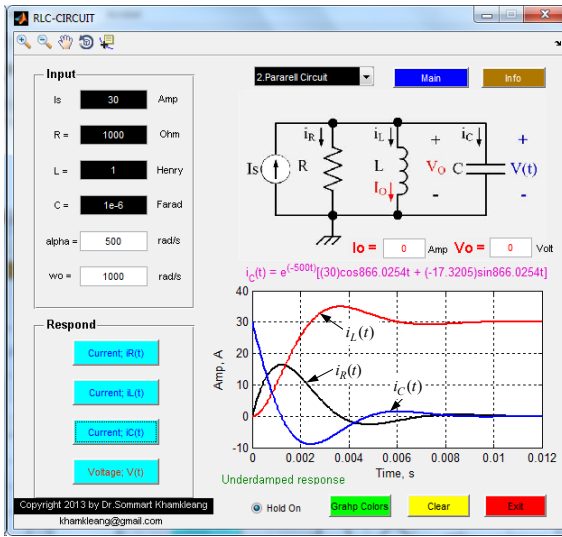 RLC-CIRCUIT
Input
Is 30 Amp
R = 1000 Ohm
L = 1 Henry
C = 1e-6 Farad
alpha = 500 rad/s
wo = 1000 rad/s
Respond
Current; iR(t)
Current; iL(t)
Current; iC(t)
Voltage; V(t)
Copyright 2013 by Dr.Sommart Khamkleang
khamkleang@gmail.com
2.Pararell Circuit
Main
Info
iR iL + iC +
Is R L VO C V(t)
IO - -
Io = 0 Amp Vo = 0 Volt
iC(t) = e(-500t)[(30)cos866.0254t + (-17.3205)sin866.0254t]
40
30
20
10
0
-10
Amp, A
iL(t)
iR(t)
iC(t)
0 0.002 0.004 0.006 0.008 0.01 0.012
Time, s
Underdamped response
Hold On
Grahp Colors
Clear
Exit